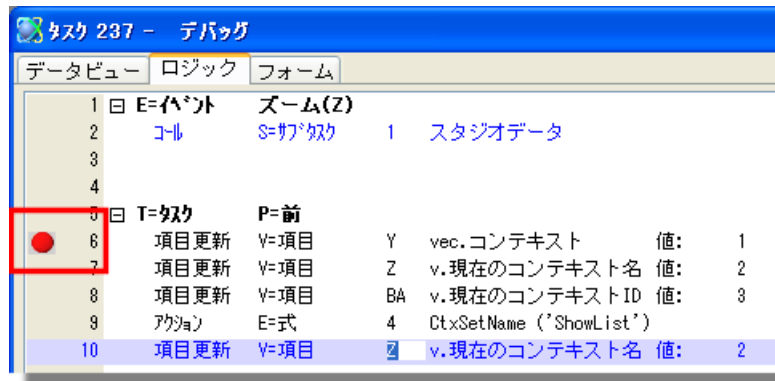 タスク 237 - デバッグ
データビュー ロジック フォーム
1 E=イベント ズーム(Z)
2 コール S=サブタスク 1 スタジオデータ
3
4
5 T=タスク P=前
6 項目更新 V=項目 Y vec.コンテキスト 値: 1
7 項目更新 V=項目 Z v.現在のコンテキスト名 値: 2
8 項目更新 V=項目 BA v.現在のコンテキストID 値: 3
9 アクション E=式 4 CtxSetName ('ShowList')
10 項目更新 V=項目 Z v.現在のコンテキスト名 値: 2